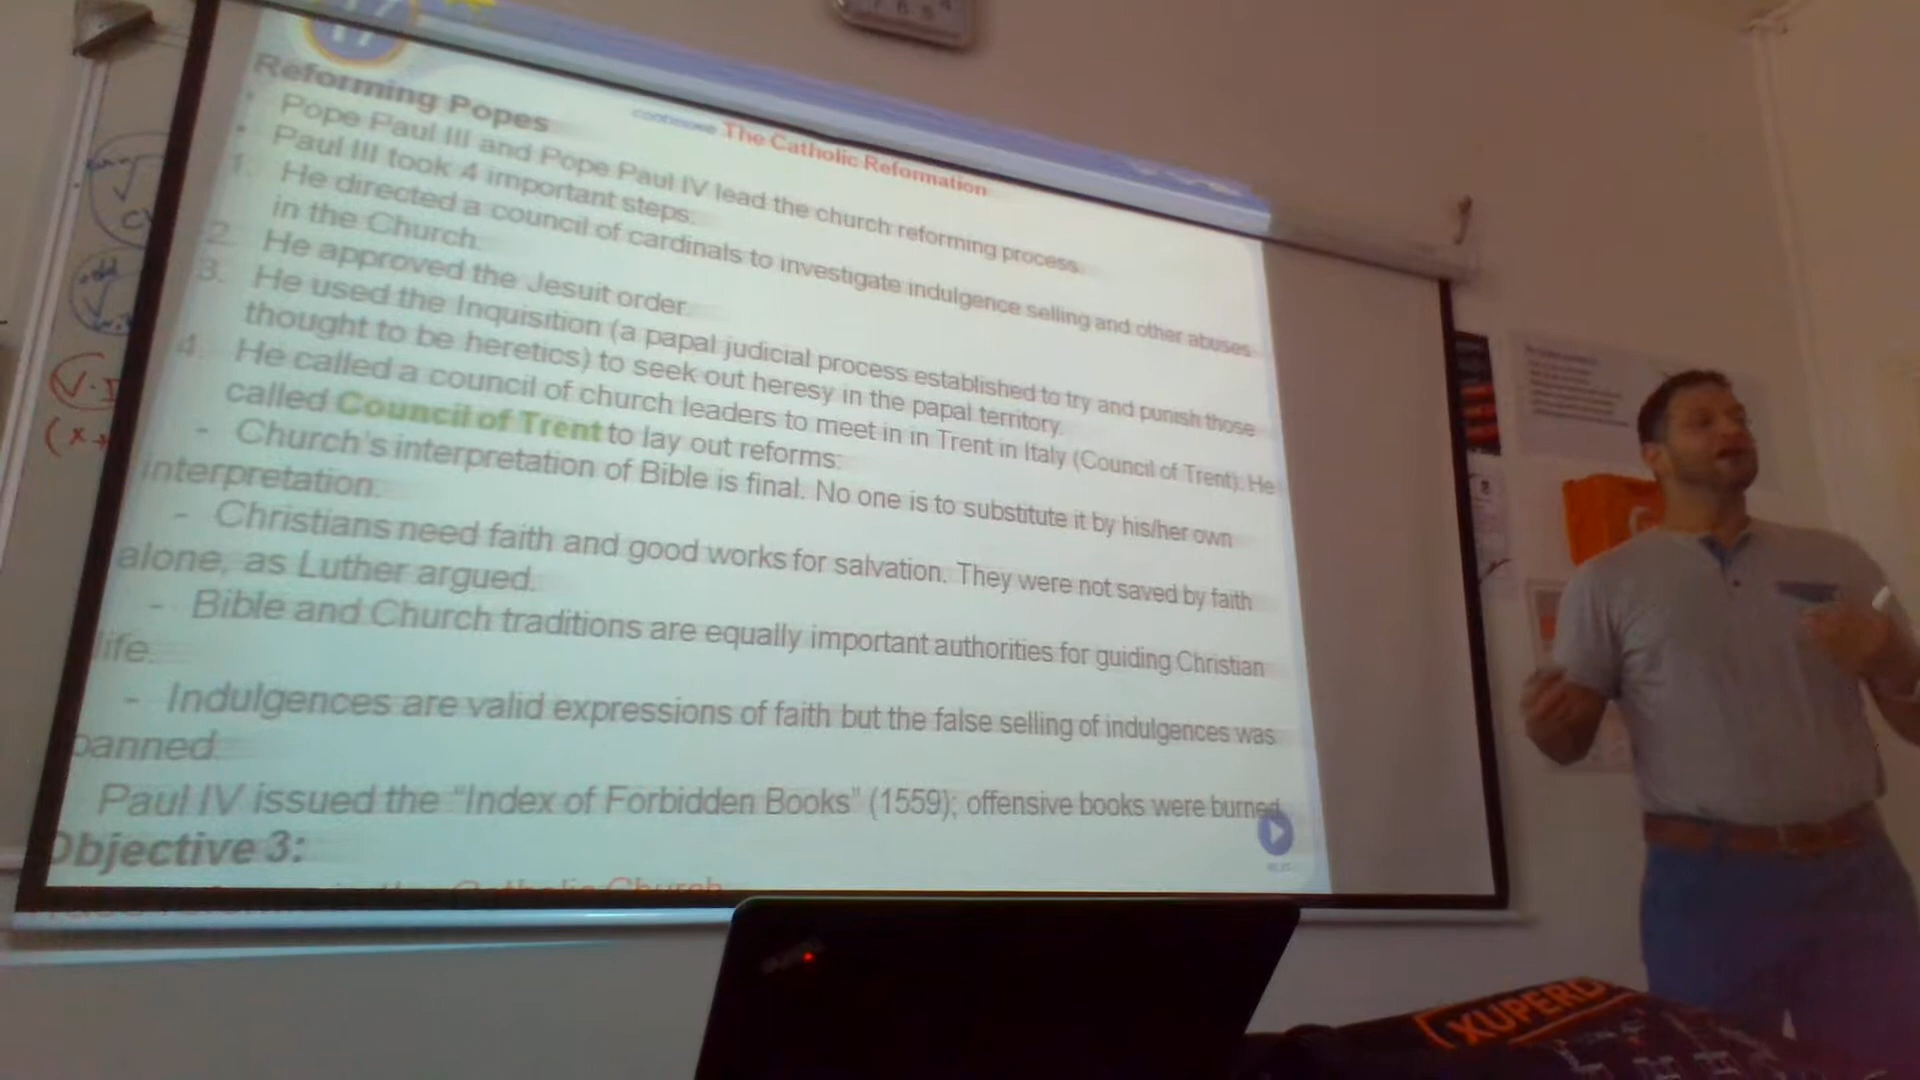 17
Reforming Popes
continues The Catholic Reformation
Pope Paul III and Pope Paul IV lead the church reforming process.
Paul III took 4 important steps:
1. He directed a council of cardinals to investigate indulgence selling and other abuses
in the Church.
2. He approved the Jesuit order.
3. He used the Inquisition (a papal judicial process established to try and punish those
thought to be heretics) to seek out heresy in the papal territory.
4. He called a council of church leaders to meet in in Trent in Italy (Council of Trent). He
called Council of Trent to lay out reforms:
- Church's interpretation of Bible is final. No one is to substitute it by his/her own
interpretation.
- Christians need faith and good works for salvation. They were not saved by faith
alone, as Luther argued.
- Bible and Church traditions are equally important authorities for guiding Christian
life.
- Indulgences are valid expressions of faith but the false selling of indulgences was
banned.
Paul IV issued the "Index of Forbidden Books" (1559); offensive books were burned
Objective 3:
Catholic Church
NEXT
XUPERD